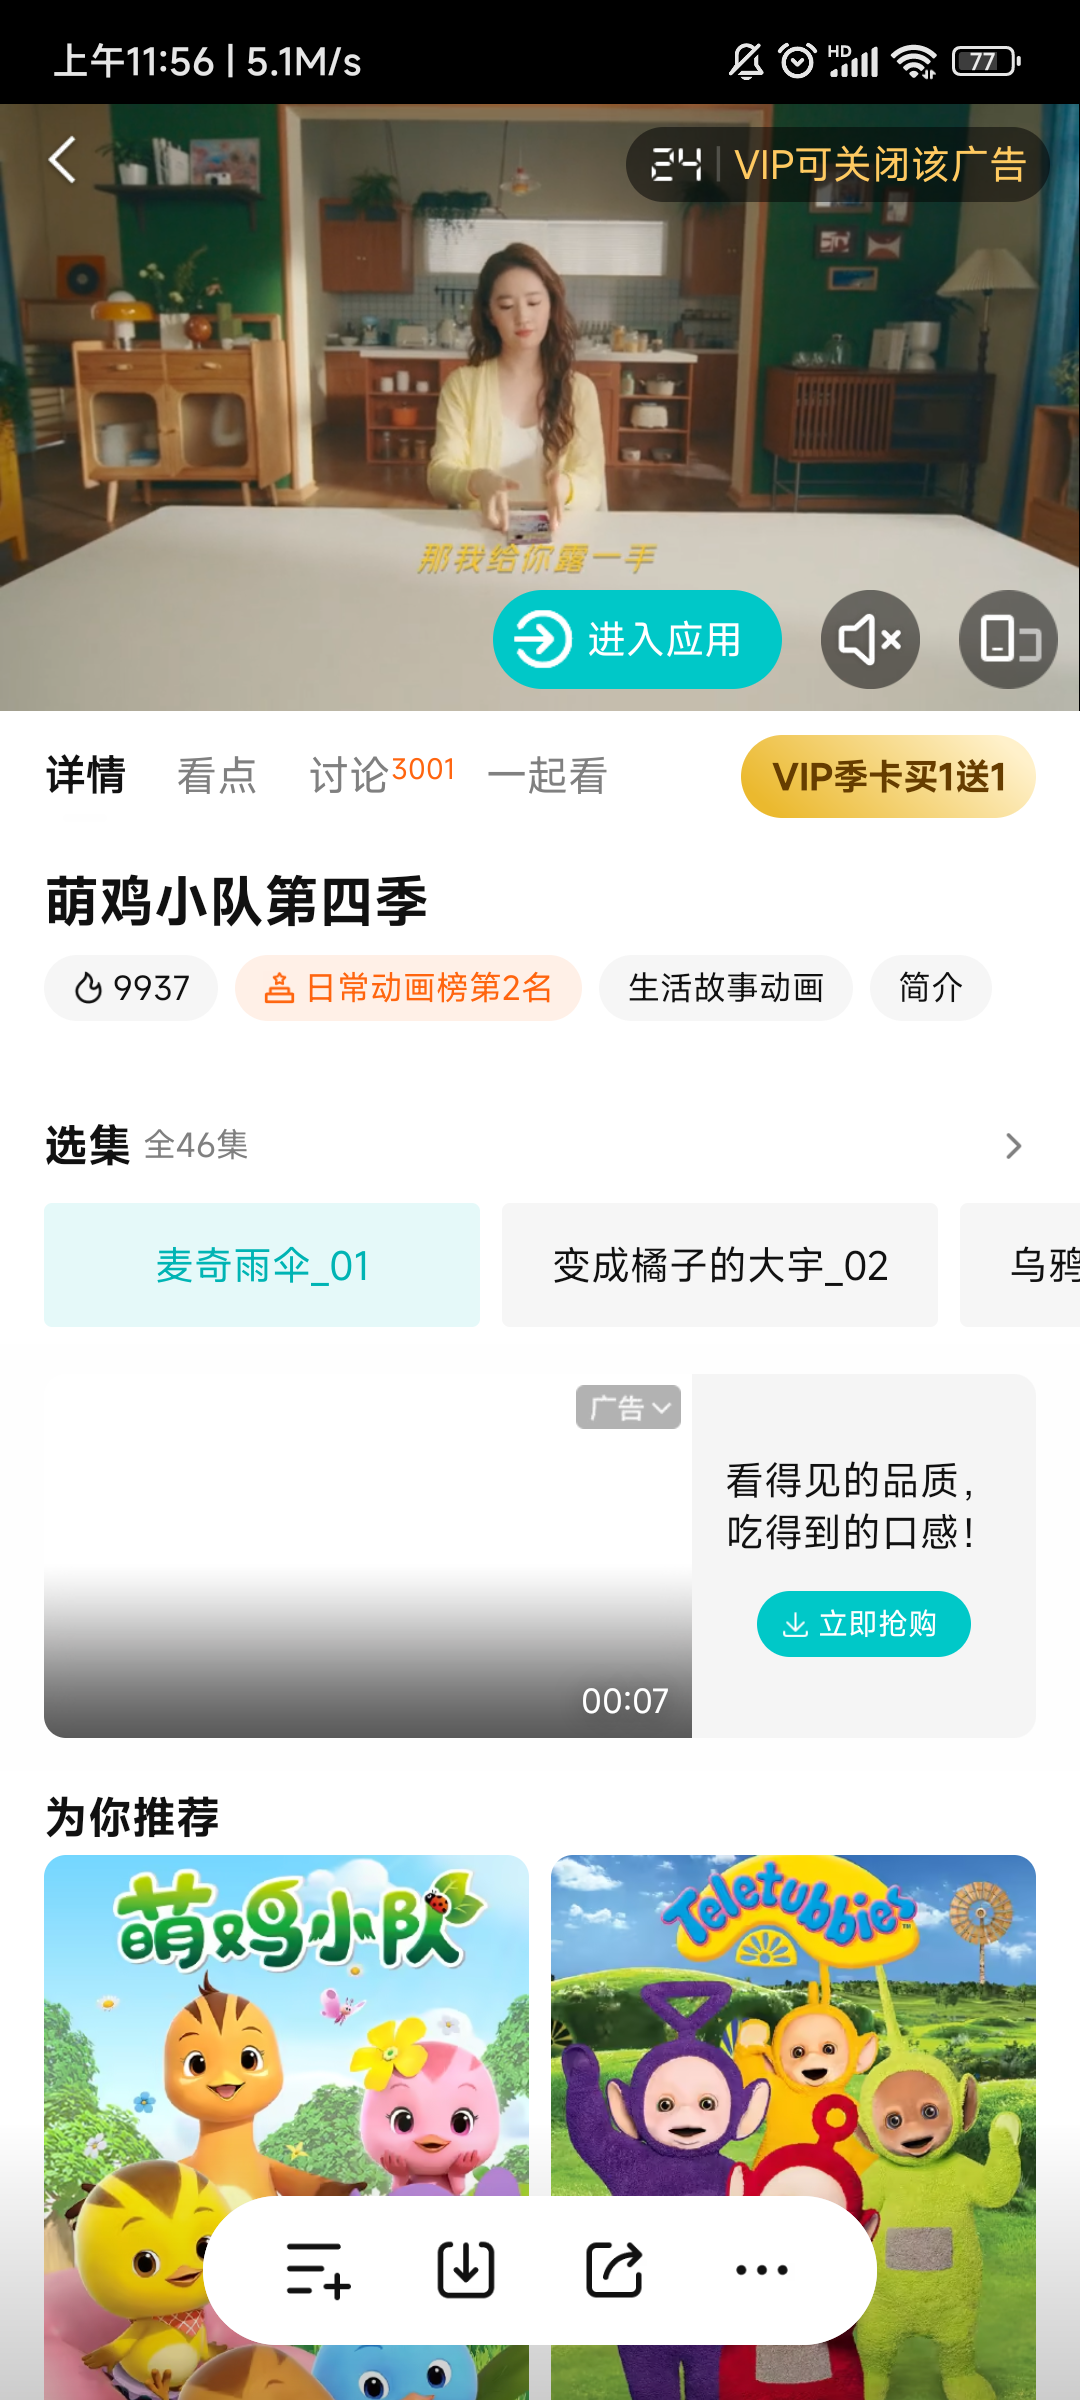 上午11:56 | 5.1M/s
HD
77
24 | VIP可关闭该广告
那我给你露一手
进入应用
详情
看点
讨论3001
一起看
VIP季卡买1送1
萌鸡小队第四季
9937
日常动画榜第2名
生活故事动画
简介
选集 全46集
麦奇雨伞_01
变成橘子的大宇_02
乌鸦
广告
看得见的品质，
吃得到的口感！
立即抢购
00:07
为你推荐
萌鸡小队
Teletubbies™